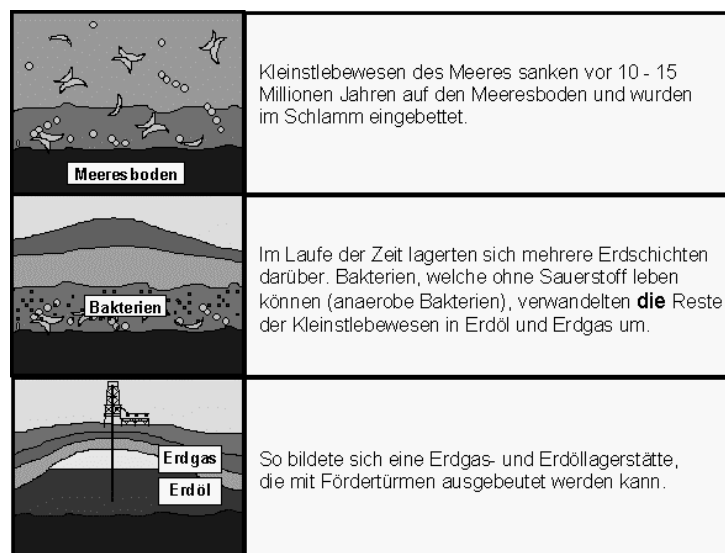 Kleinstlebewesen des Meeres sanken vor 10 - 15
Millionen Jahren auf den Meeresboden und wurden
im Schlamm eingebettet.
Meeresboden
Im Laufe der Zeit lagerten sich mehrere Erdschichten
darüber. Bakterien, welche ohne Sauerstoff leben
können (anaerobe Bakterien), verwandelten die Reste
der Kleinstlebewesen in Erdöl und Erdgas um.
Bakterien
So bildete sich eine Erdgas- und Erdöllagerstätte,
die mit Fördertürmen ausgebeutet werden kann.
Erdgas
Erdöl